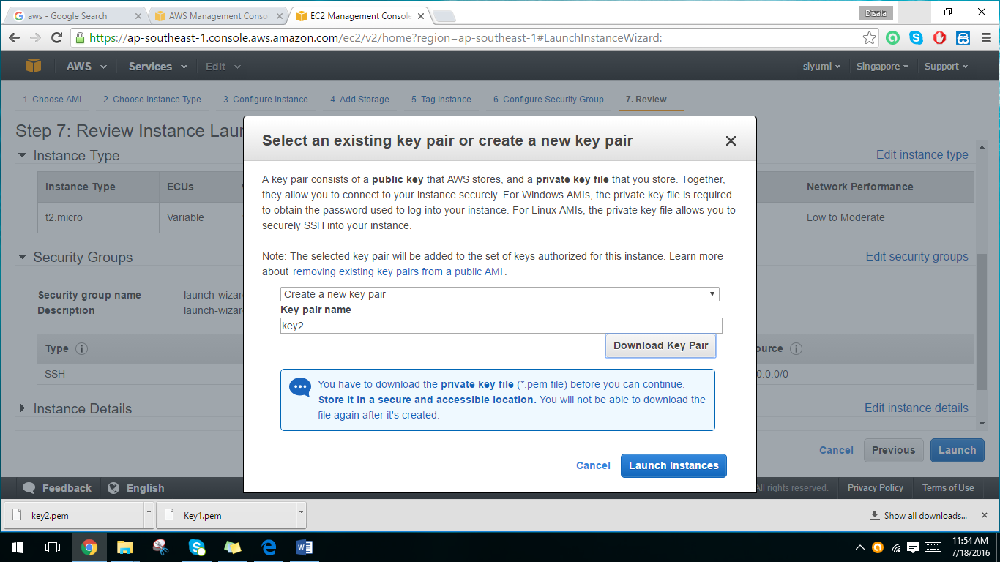 aws - Google Search
AWS Management Consol
EC2 Management Console
Disala
https://ap-southeast-1.console.aws.amazon.com/ec2/v2/home?region=ap-southeast-1#LaunchInstanceWizard:
AWS Services Edit siyumi Singapore Support
1. Choose AMI 2. Choose Instance Type 3. Configure Instance 4. Add Storage 5. Tag Instance 6. Configure Security Group 7. Review
Step 7: Review Instance Laun
Instance Type
Edit instance type
Instance Type ECUs Network Performance
t2.micro Variable Low to Moderate
Security Groups
Edit security groups
Security group name launch-wizar
Description launch-wizar
Type i ource i
SSH 0.0.0/0
Instance Details
Edit instance details
Cancel Previous Launch
Select an existing key pair or create a new key pair
A key pair consists of a public key that AWS stores, and a private key file that you store. Together,
they allow you to connect to your instance securely. For Windows AMIs, the private key file is required
to obtain the password used to log into your instance. For Linux AMIs, the private key file allows you to
securely SSH into your instance.
Note: The selected key pair will be added to the set of keys authorized for this instance. Learn more
about removing existing key pairs from a public AMI.
Create a new key pair
Key pair name
key2
Download Key Pair
You have to download the private key file (*.pem file) before you can continue.
Store it in a secure and accessible location. You will not be able to download the
file again after it's created.
Cancel Launch Instances
Feedback English All rights reserved. Privacy Policy Terms of Use
key2.pem Key1.pem Show all downloads...
11:54 AM
7/18/2016